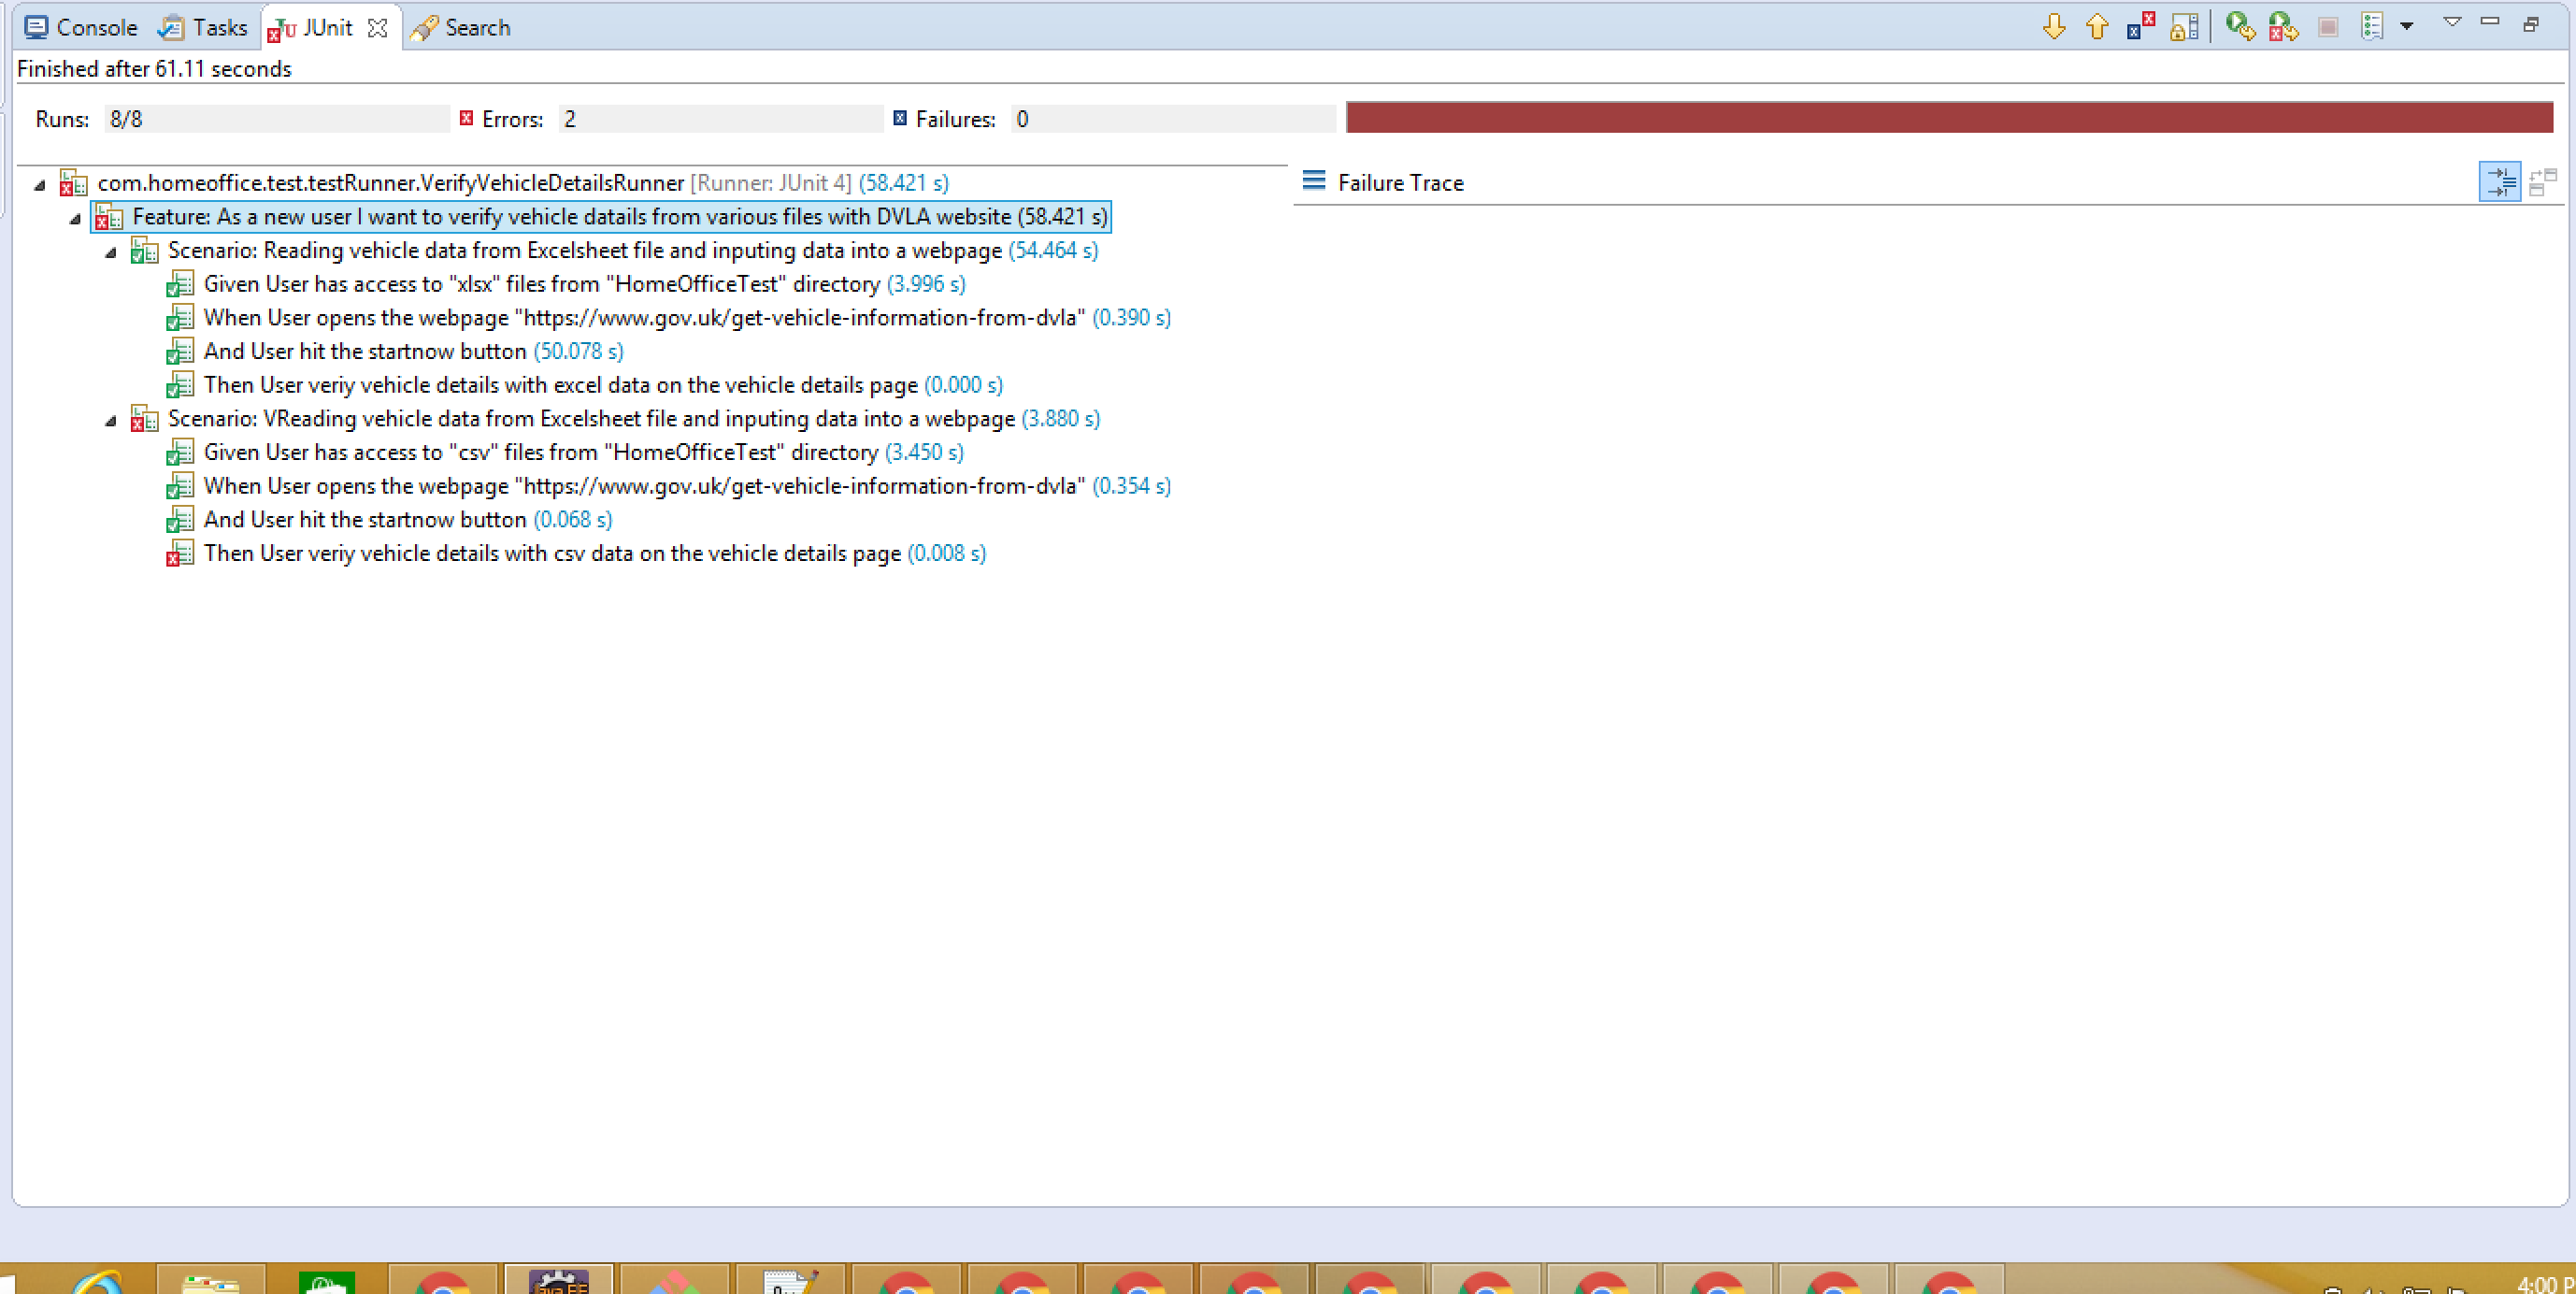 Console Tasks JUnit Search
Finished after 61.11 seconds
Runs: 8/8 Errors: 2 Failures: 0
com.homeoffice.test.testRunner.VerifyVehicleDetailsRunner [Runner: JUnit 4] (58.421 s)
Failure Trace
Feature: As a new user I want to verify vehicle datails from various files with DVLA website (58.421 s)
Scenario: Reading vehicle data from Excelsheet file and inputing data into a webpage (54.464 s)
Given User has access to "xlsx" files from "HomeOfficeTest" directory (3.996 s)
When User opens the webpage "https://www.gov.uk/get-vehicle-information-from-dvla" (0.390 s)
And User hit the startnow button (50.078 s)
Then User veriy vehicle details with excel data on the vehicle details page (0.000 s)
Scenario: VReading vehicle data from Excelsheet file and inputing data into a webpage (3.880 s)
Given User has access to "csv" files from "HomeOfficeTest" directory (3.450 s)
When User opens the webpage "https://www.gov.uk/get-vehicle-information-from-dvla" (0.354 s)
And User hit the startnow button (0.068 s)
Then User veriy vehicle details with csv data on the vehicle details page (0.008 s)
4:00 P